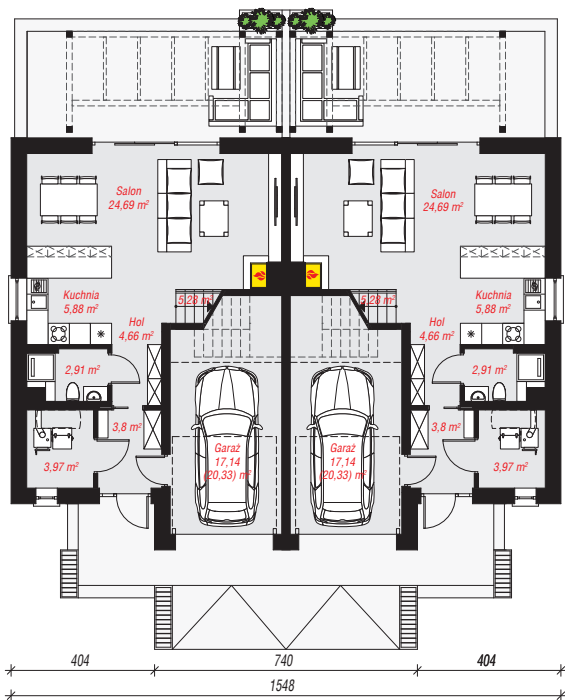 Salon
24,69 m²
Salon
24,69 m²
Kuchnia
5,88 m²
5,28 m²
5,28 m²
Kuchnia
5,88 m²
Hol
4,66 m²
Hol
4,66 m²
2,91 m²
2,91 m²
3,8 m²
3,8 m²
Garaż
17,14
(20,33) m²
Garaż
17,14
(20,33) m²
3,97 m²
3,97 m²
404
740
404
1548